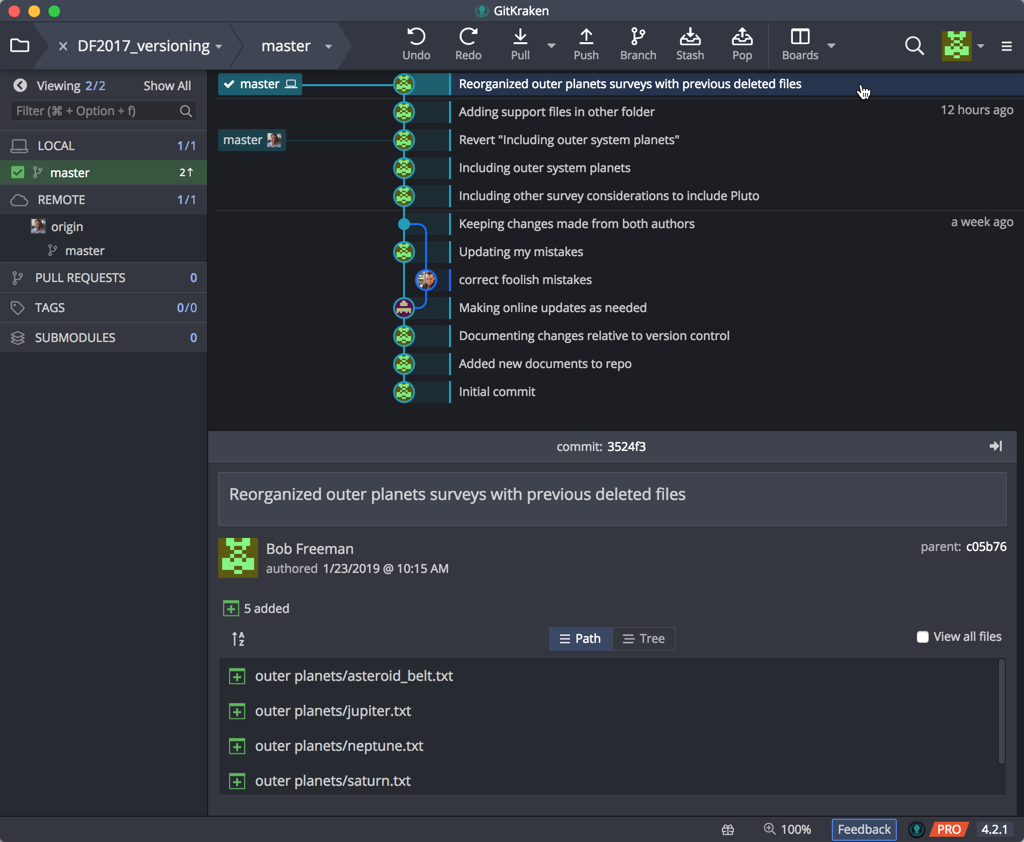 GitKraken
DF2017_versioning
master
Undo
Redo
Pull
Push
Branch
Stash
Pop
Boards
Viewing 2/2
Show All
Filter (⌘ + Option + f)
LOCAL 1/1
master 2↑
REMOTE 1/1
origin
master
PULL REQUESTS 0
TAGS 0/0
SUBMODULES 0
master Reorganized outer planets surveys with previous deleted files
Adding support files in other folder 12 hours ago
master Revert "Including outer system planets"
Including outer system planets
Including other survey considerations to include Pluto
Keeping changes made from both authors a week ago
Updating my mistakes
correct foolish mistakes
Making online updates as needed
Documenting changes relative to version control
Added new documents to repo
Initial commit
commit: 3524f3
Reorganized outer planets surveys with previous deleted files
Bob Freeman
authored 1/23/2019 @ 10:15 AM
parent: c05b76
5 added
A
Z
Path
Tree
View all files
outer planets/asteroid_belt.txt
outer planets/jupiter.txt
outer planets/neptune.txt
outer planets/saturn.txt
100%
Feedback
PRO
4.2.1